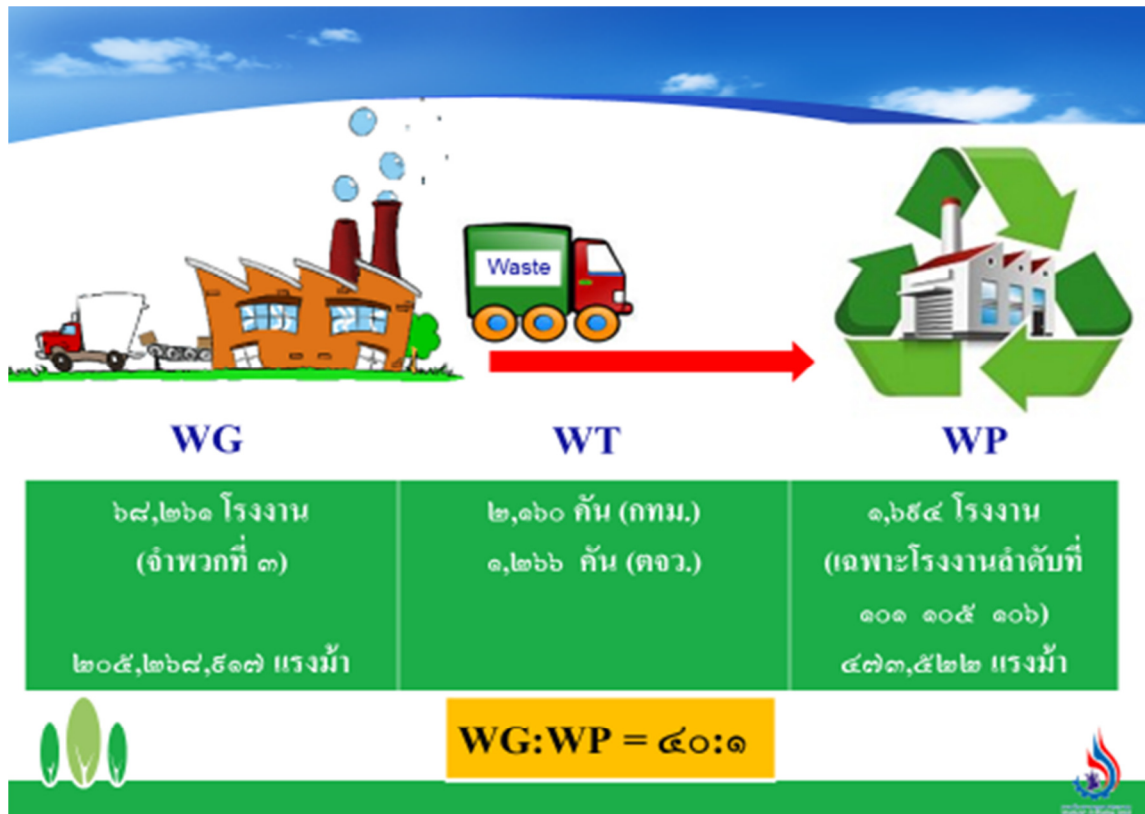 Waste
WG
WT
WP
๖๘,๒๖๑ โรงงาน
(จำพวกที่ ๓)
๒๐๕,๒๖๘,๙๑๗ แรงม้า
๒,๑๖๐ คัน (กทม.)
๑,๒๖๖ คัน (ตจว.)
๑,๖๙๔ โรงงาน
(เฉพาะโรงงานลำดับที่
๑๐๑ ๑๐๕ ๑๐๖)
๔๗๓,๕๒๒ แรงม้า
WG:WP = ๔๐:๑